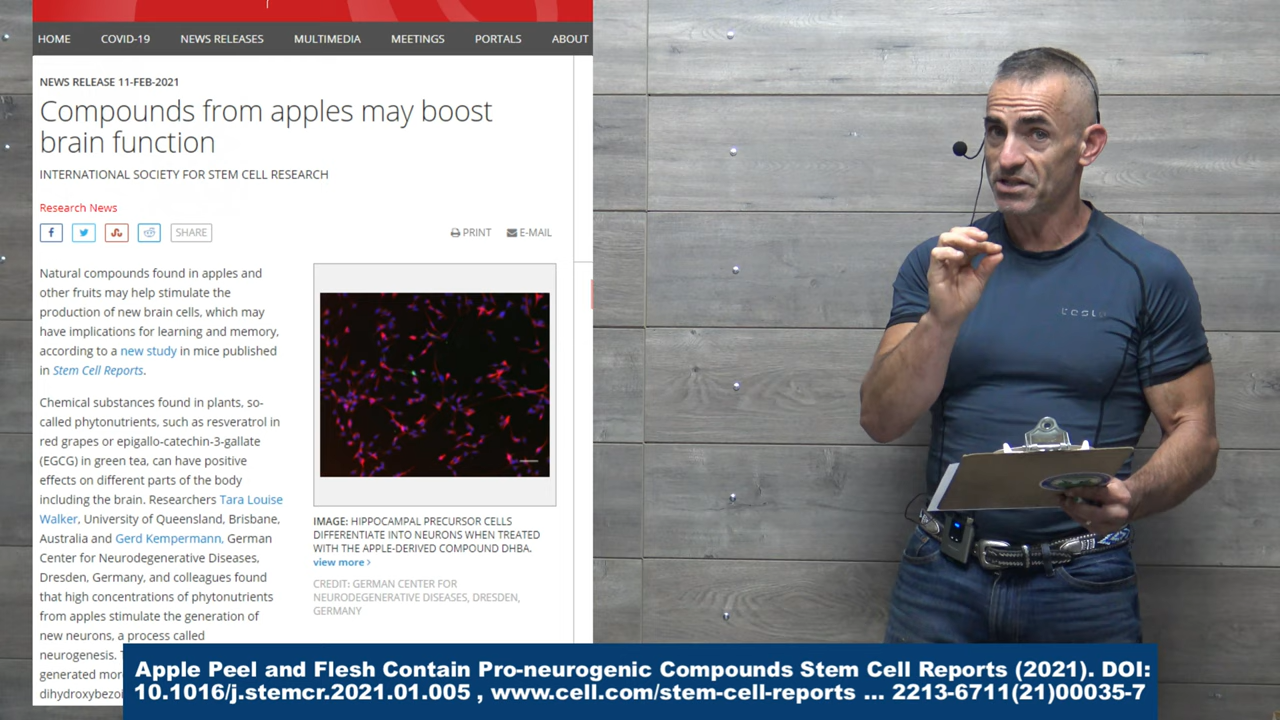 HOME COVID-19 NEWS RELEASES MULTIMEDIA MEETINGS PORTALS ABOUT
NEWS RELEASE 11-FEB-2021
Compounds from apples may boost
brain function
INTERNATIONAL SOCIETY FOR STEM CELL RESEARCH
Research News
SHARE
PRINT E-MAIL
Natural compounds found in apples and
other fruits may help stimulate the
production of new brain cells, which may
have implications for learning and memory,
according to a new study in mice published
in Stem Cell Reports.
Chemical substances found in plants, so-
called phytonutrients, such as resveratrol in
red grapes or epigallo-catechin-3-gallate
(EGCG) in green tea, can have positive
effects on different parts of the body
including the brain. Researchers Tara Louise
Walker, University of Queensland, Brisbane,
Australia and Gerd Kempermann, German
Center for Neurodegenerative Diseases,
Dresden, Germany, and colleagues found
that high concentrations of phytonutrients
from apples stimulate the generation of
new neurons, a process called
neurogenesis.
generated
IMAGE: HIPPOCAMPAL PRECURSOR CELLS
DIFFERENTIATE INTO NEURONS WHEN TREATED
WITH THE APPLE-DERIVED COMPOUND DHBA.
view more >
CREDIT: GERMAN CENTER FOR
NEURODEGENERATIVE DISEASES, DRESDEN,
GERMANY
Apple Peel and Flesh Contain Pro-neurogenic Compounds Stem Cell Reports (2021). DOI:
10.1016/j.stemcr.2021.01.005 , www.cell.com/stem-cell-reports ... 2213-6711(21)00035-7